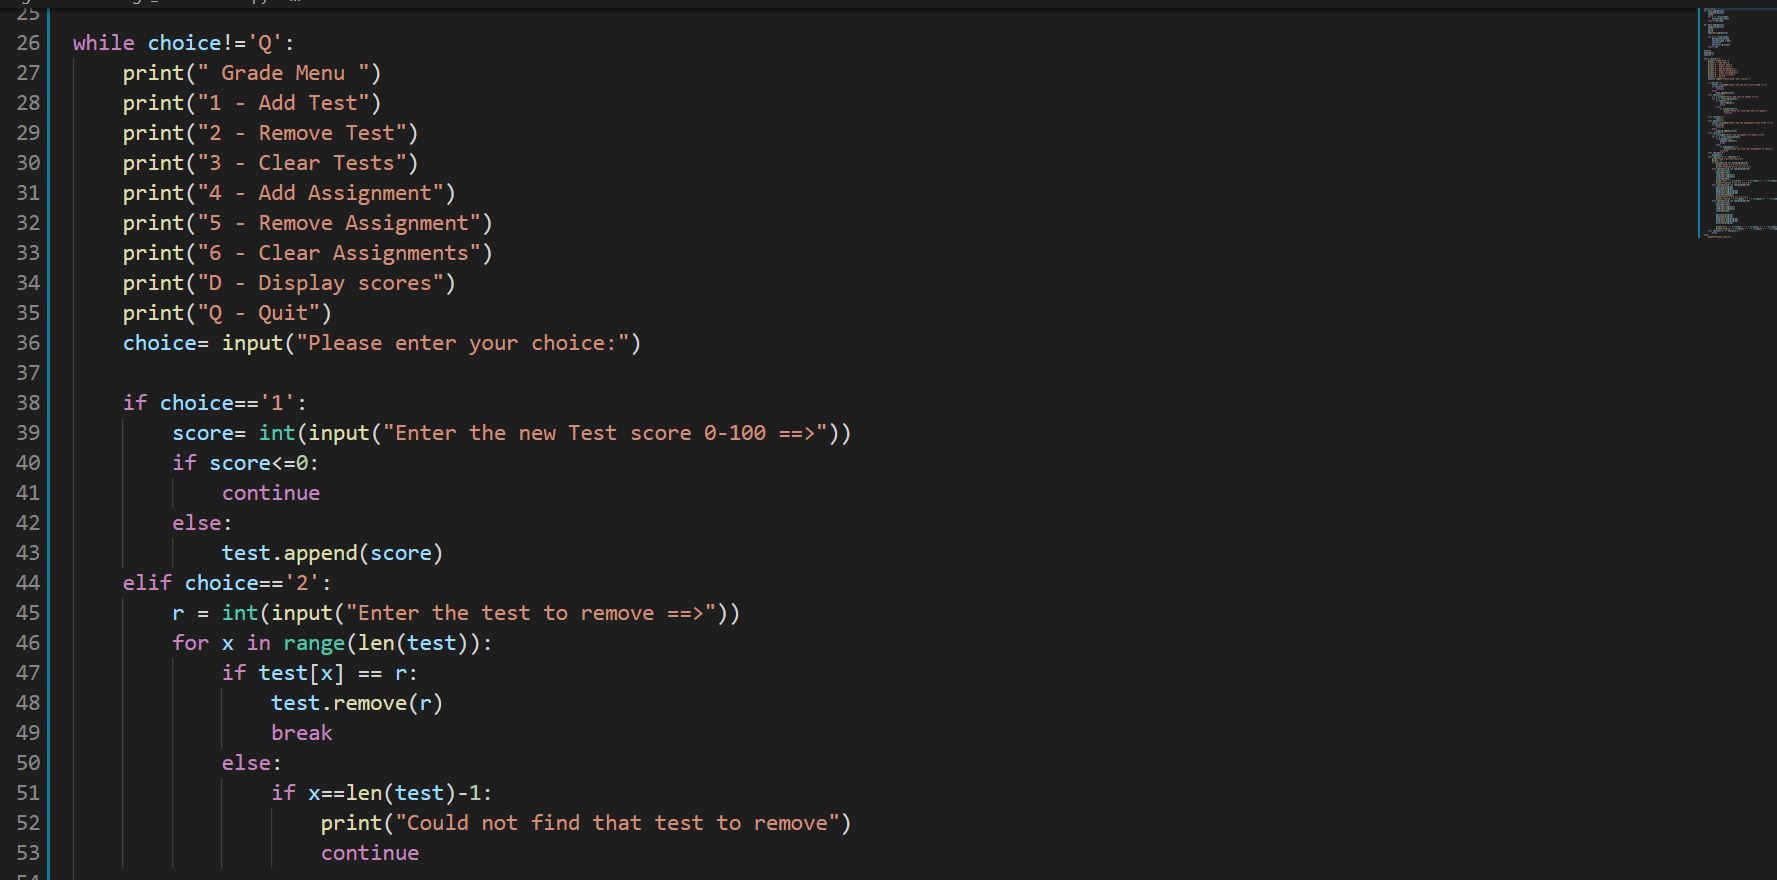 25
26 while choice!='Q':
27     print(" Grade Menu ")
28     print("1 - Add Test")
29     print("2 - Remove Test")
30     print("3 - Clear Tests")
31     print("4 - Add Assignment")
32     print("5 - Remove Assignment")
33     print("6 - Clear Assignments")
34     print("D - Display scores")
35     print("Q - Quit")
36     choice= input("Please enter your choice:")
37
38     if choice=='1':
39         score= int(input("Enter the new Test score 0-100 ==>"))
40         if score<=0:
41             continue
42         else:
43             test.append(score)
44     elif choice=='2':
45         r = int(input("Enter the test to remove ==>"))
46         for x in range(len(test)):
47             if test[x] == r:
48                 test.remove(r)
49                 break
50             else:
51                 if x==len(test)-1:
52                     print("Could not find that test to remove")
53                     continue